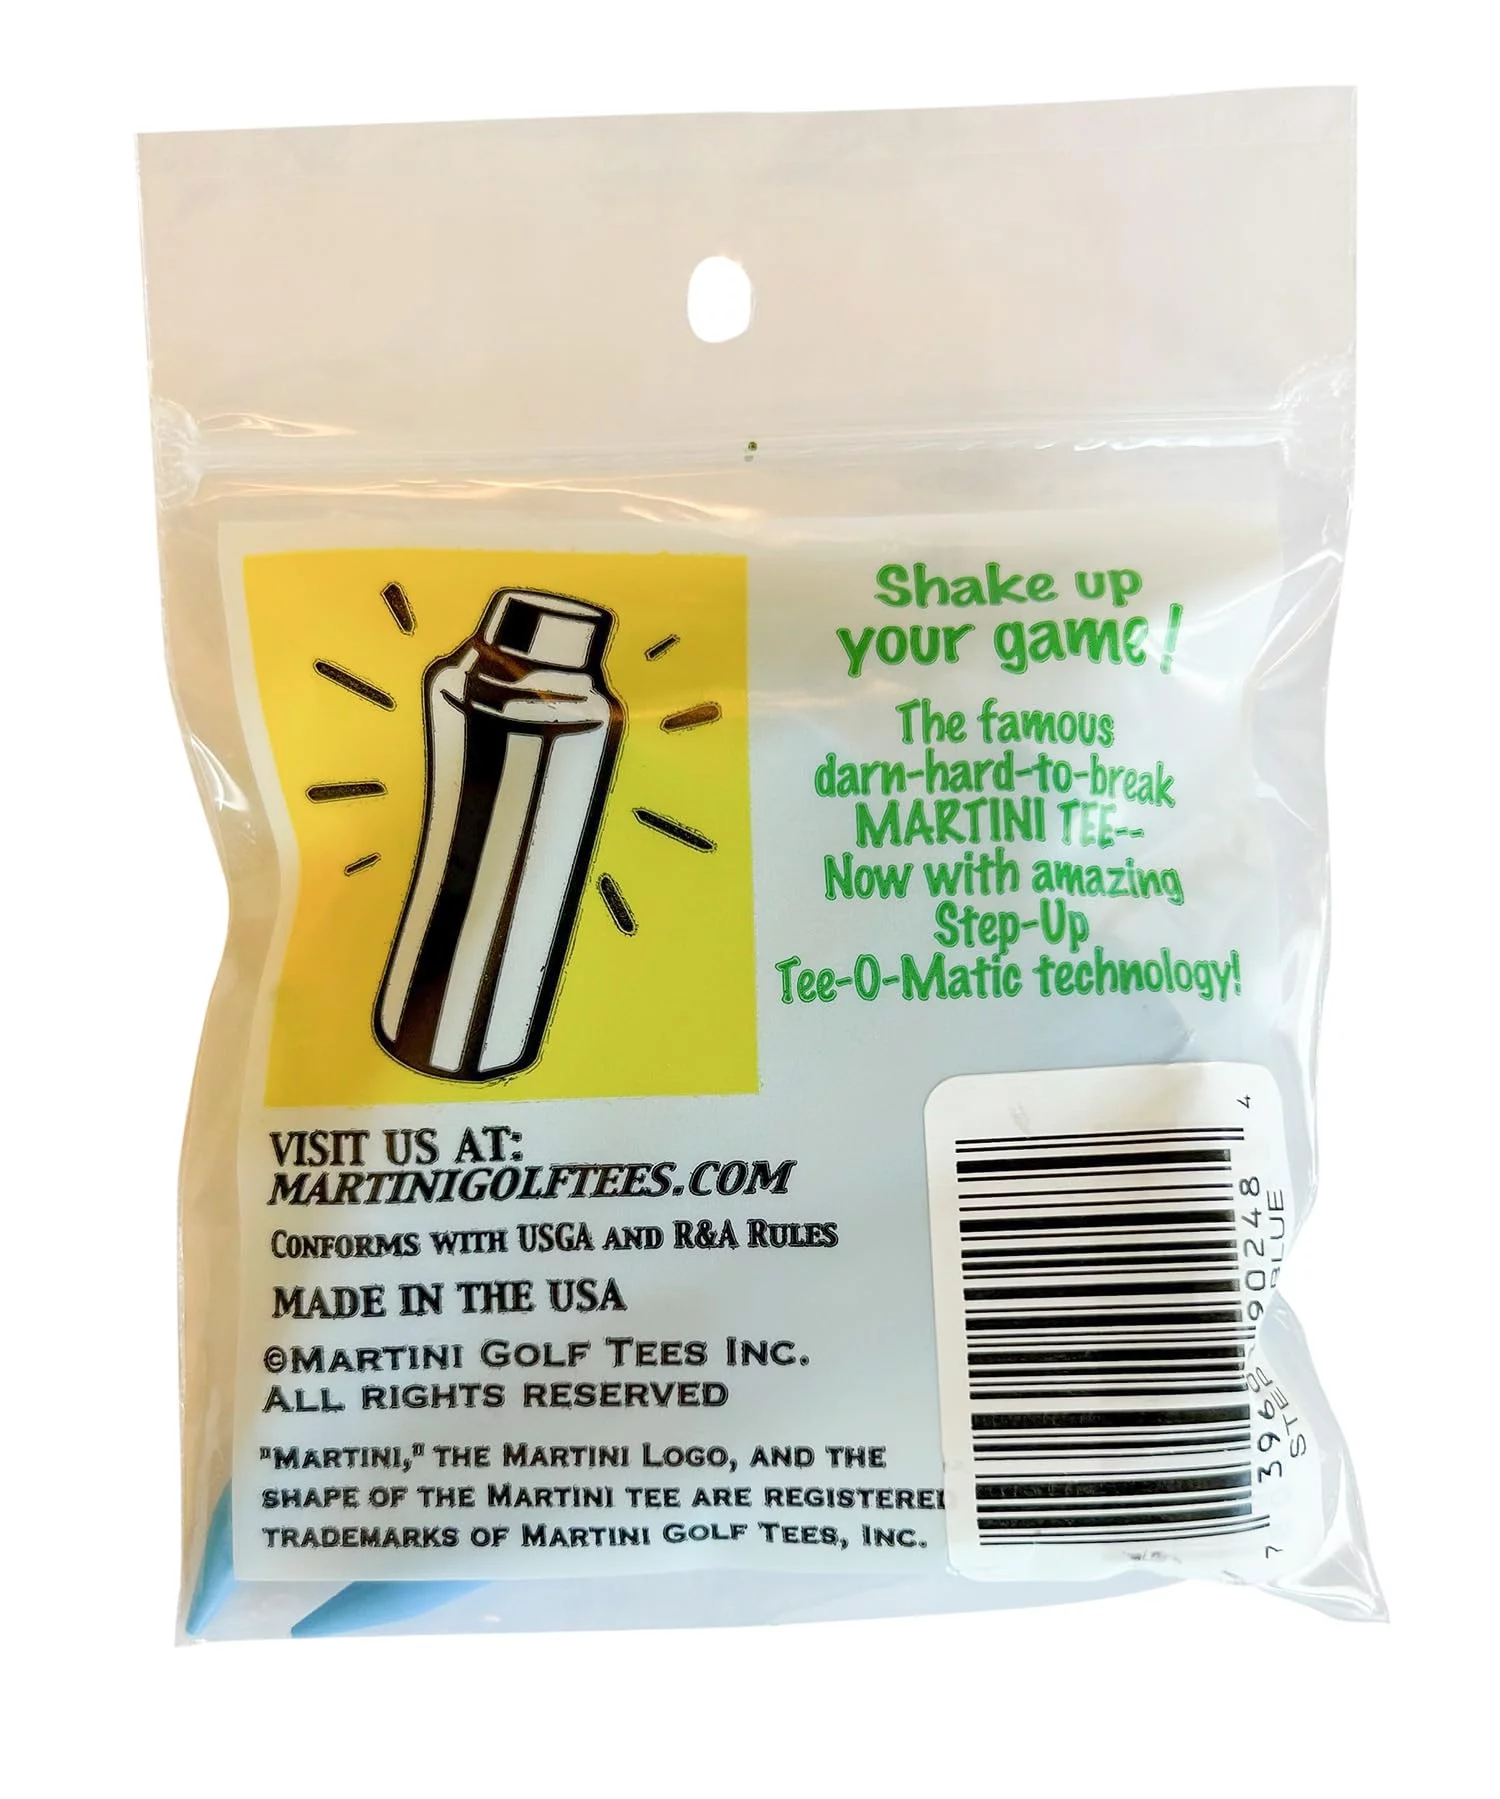 Shake up
your game!
The famous
darn-hard-to-break
MARTINI TEE--
Now with amazing
Step-Up
Tee-O-Matic technology!
VISIT US AT:
MARTINIGOLFTEES.COM
CONFORMS WITH USGA AND R&A RULES
MADE IN THE USA
©MARTINI GOLF TEES INC.
ALL RIGHTS RESERVED
"MARTINI," THE MARTINI LOGO, AND THE
SHAPE OF THE MARTINI TEE ARE REGISTERED
TRADEMARKS OF MARTINI GOLF TEES, INC.
90248 4
BLUE